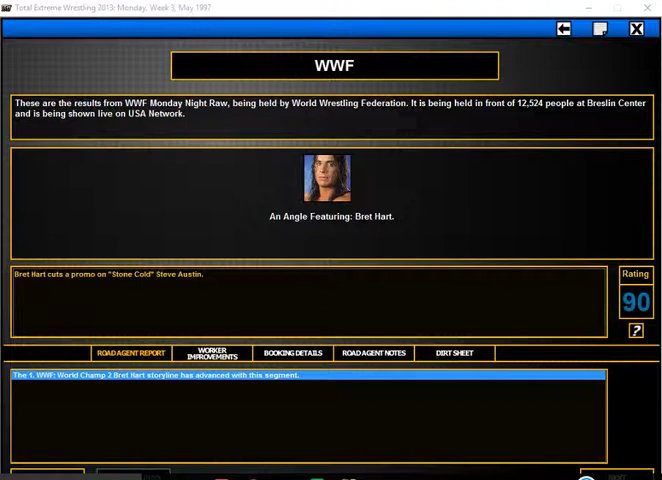 Total Extreme Wrestling 2013: Monday, Week 3, May 1997
WWF
These are the results from WWF Monday Night Raw, being held by World Wrestling Federation. It is being held in front of 12,524 people at Breslin Center
and is being shown live on USA Network.
An Angle Featuring: Bret Hart.
Bret Hart cuts a promo on "Stone Cold" Steve Austin.
Rating
90
?
ROAD AGENT REPORT
WORKER
IMPROVEMENTS
BOOKING DETAILS
ROAD AGENT NOTES
DIRT SHEET
The 1. WWF: World Champ 2 Bret Hart storyline has advanced with this segment.